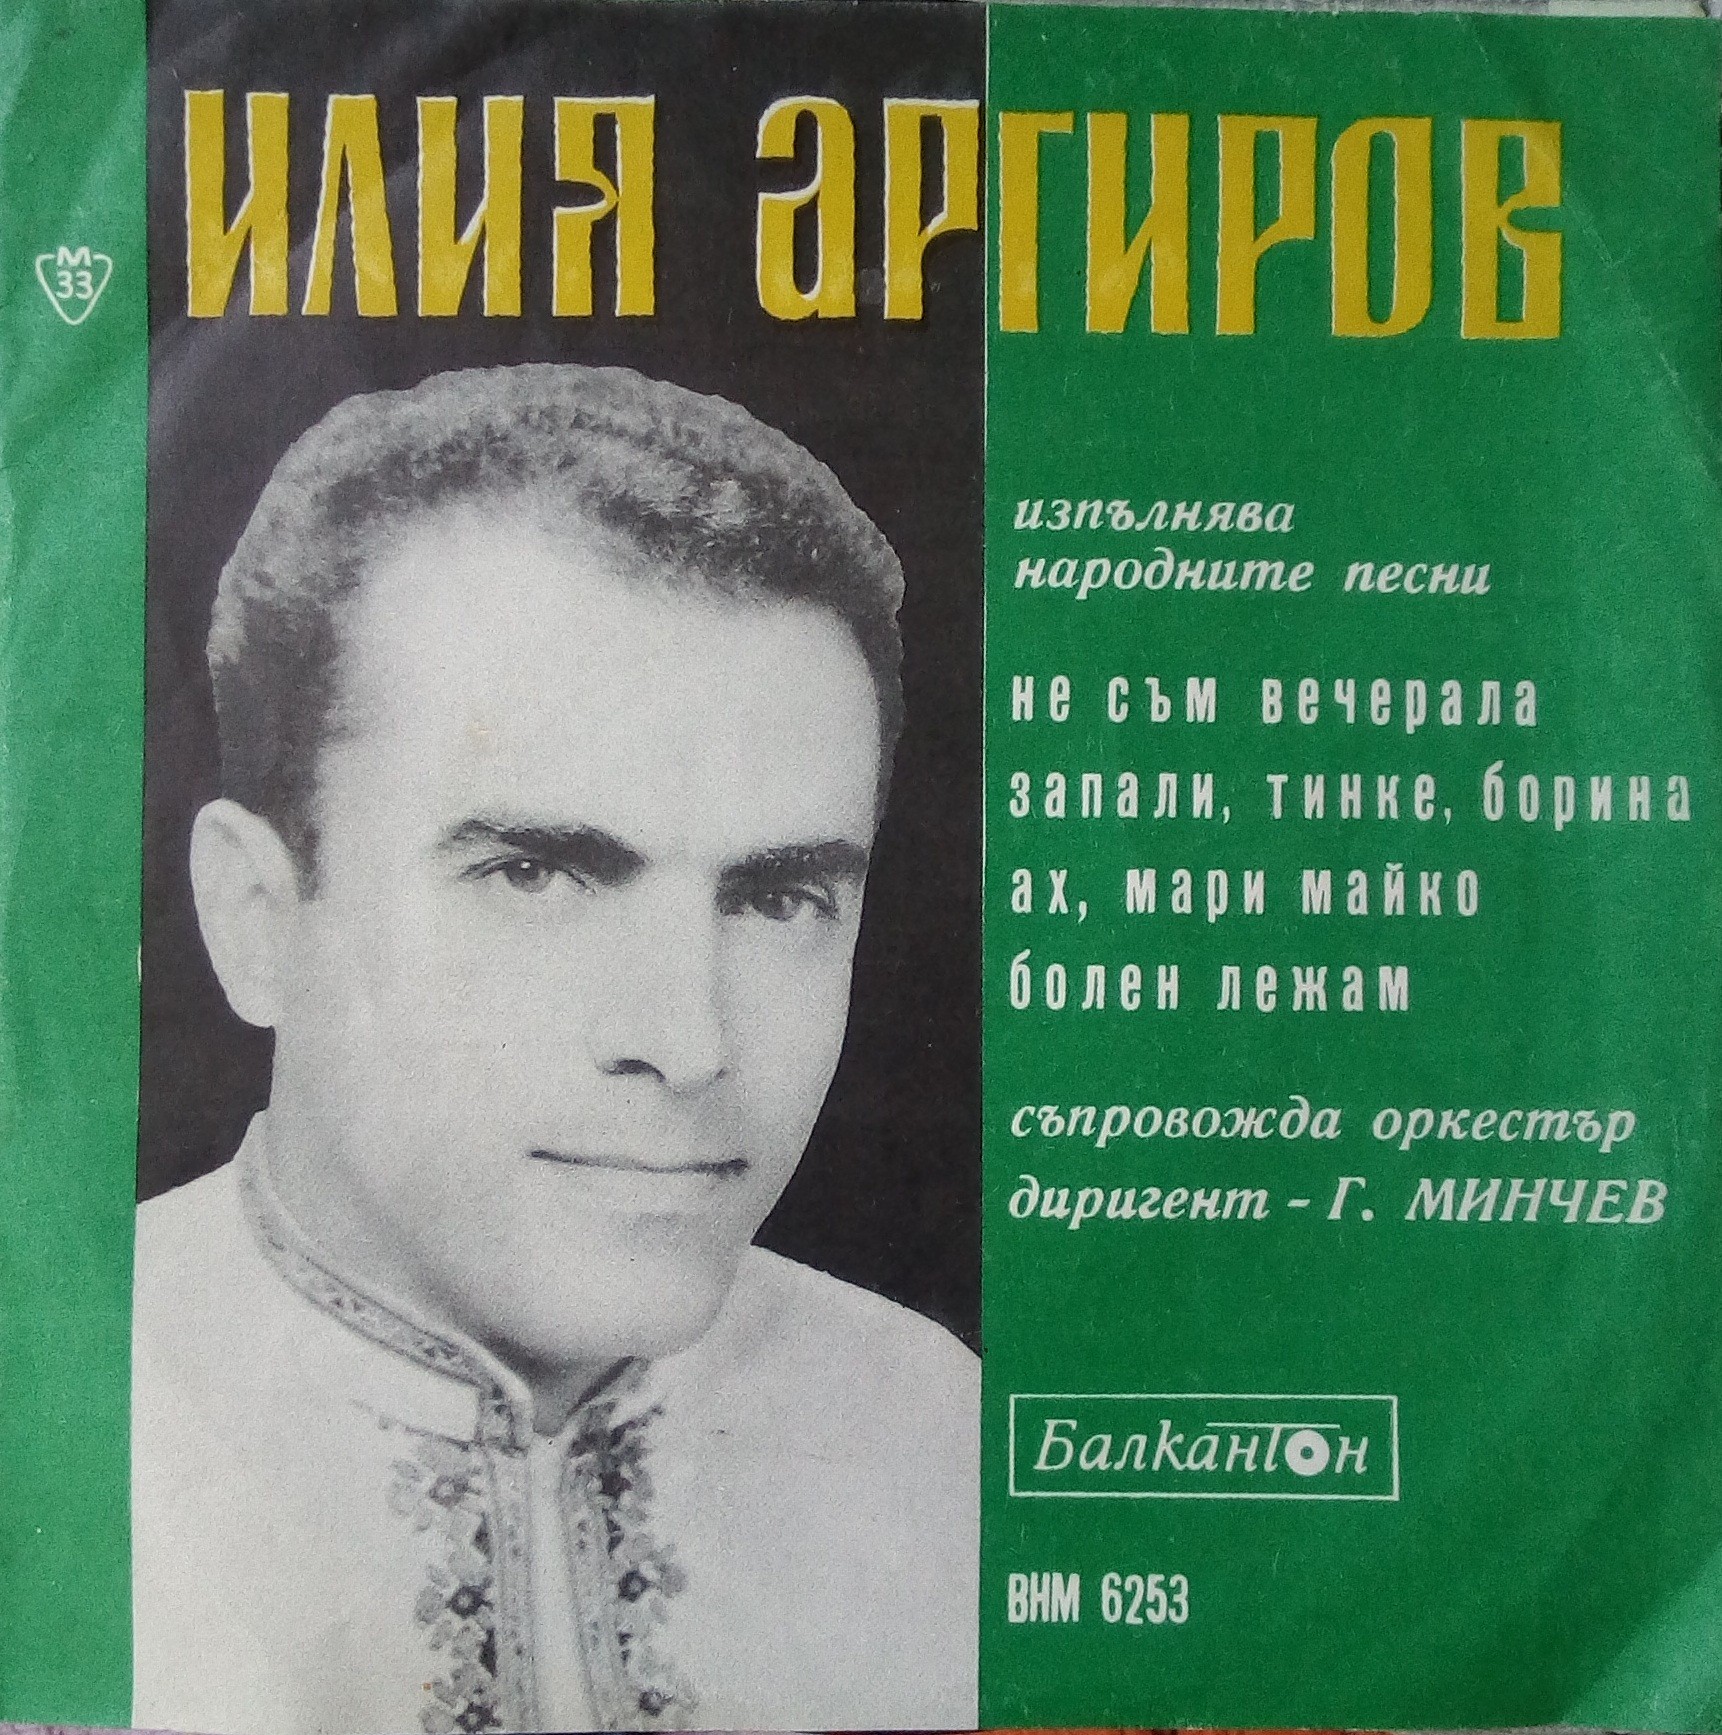 ИЛИЯ АРГИРОВ
М
33
изпълнява
народните песни
не съм вечерала
запали, тинке, борина
ах, мари майко
болен лежам
съпровожда оркестър
диригент - Г. МИНЧЕВ
Балкантон
ВНМ 6253